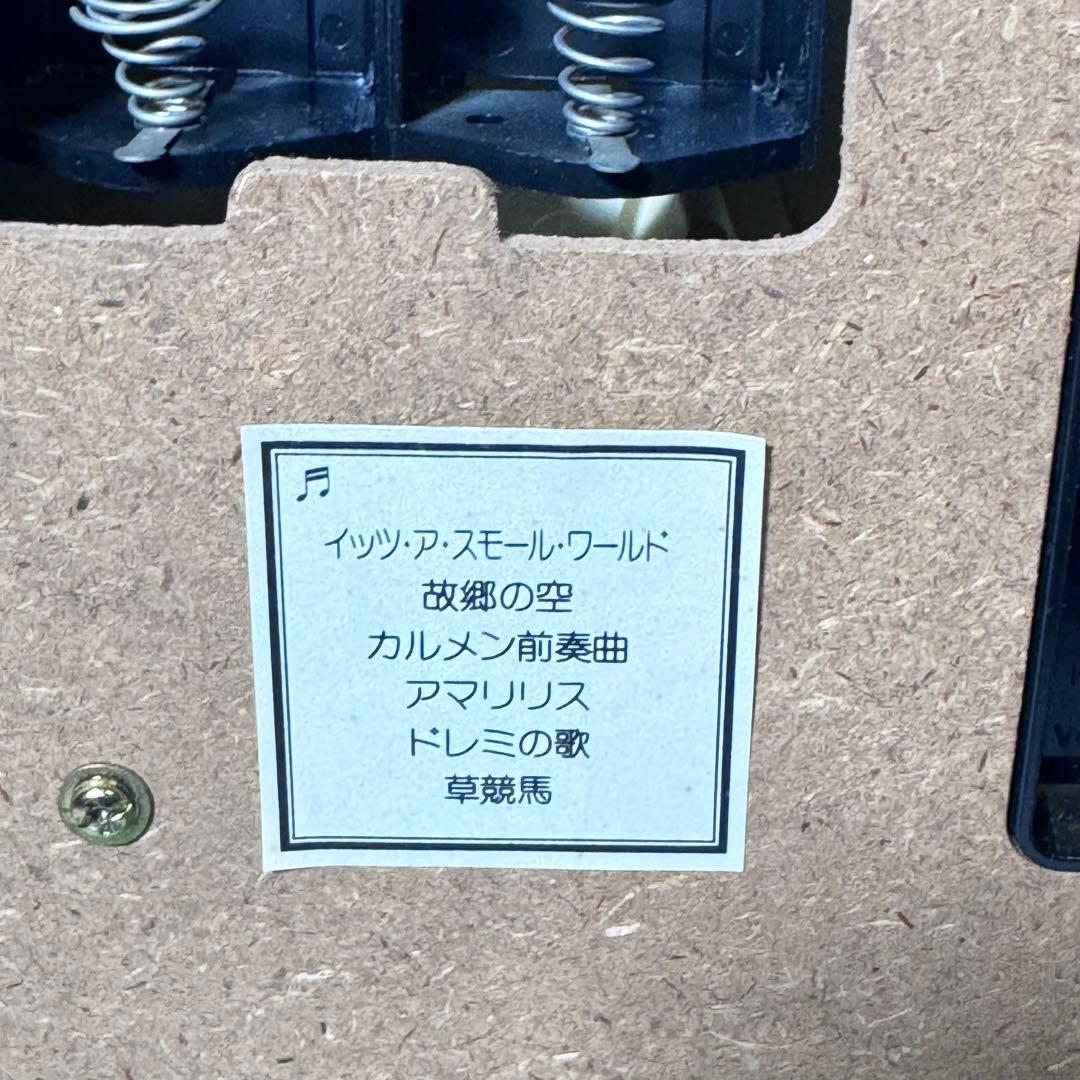 ♬
イッツ・ア・スモール・ワールド
故郷の空
カルメン前奏曲
アマリリス
ドレミの歌
草競馬